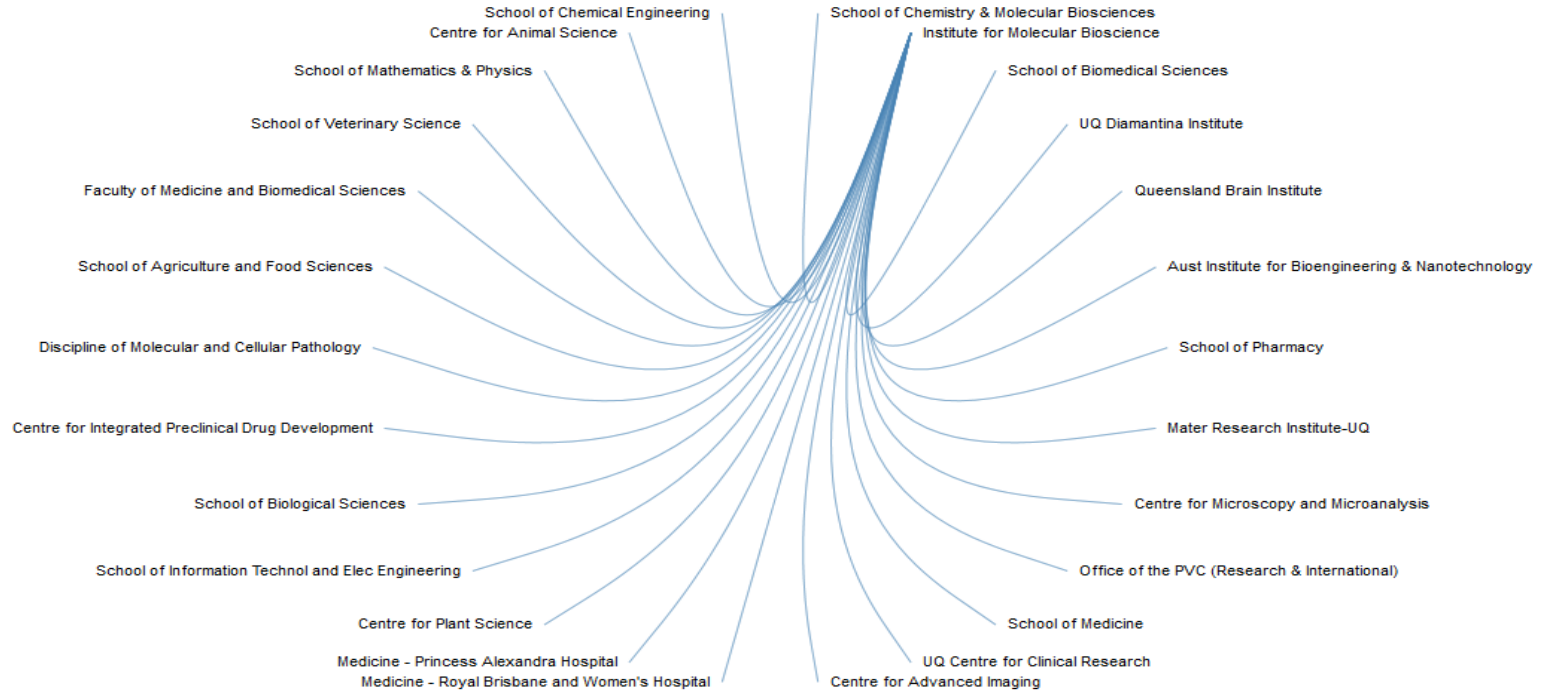 School of Chemical Engineering
School of Chemistry & Molecular Biosciences
Centre for Animal Science
Institute for Molecular Bioscience
School of Mathematics & Physics
School of Biomedical Sciences
School of Veterinary Science
UQ Diamantina Institute
Faculty of Medicine and Biomedical Sciences
Queensland Brain Institute
School of Agriculture and Food Sciences
Aust Institute for Bioengineering & Nanotechnology
Discipline of Molecular and Cellular Pathology
School of Pharmacy
Centre for Integrated Preclinical Drug Development
Mater Research Institute-UQ
School of Biological Sciences
Centre for Microscopy and Microanalysis
School of Information Technol and Elec Engineering
Office of the PVC (Research & International)
Centre for Plant Science
School of Medicine
Medicine - Princess Alexandra Hospital
UQ Centre for Clinical Research
Medicine - Royal Brisbane and Women's Hospital
Centre for Advanced Imaging